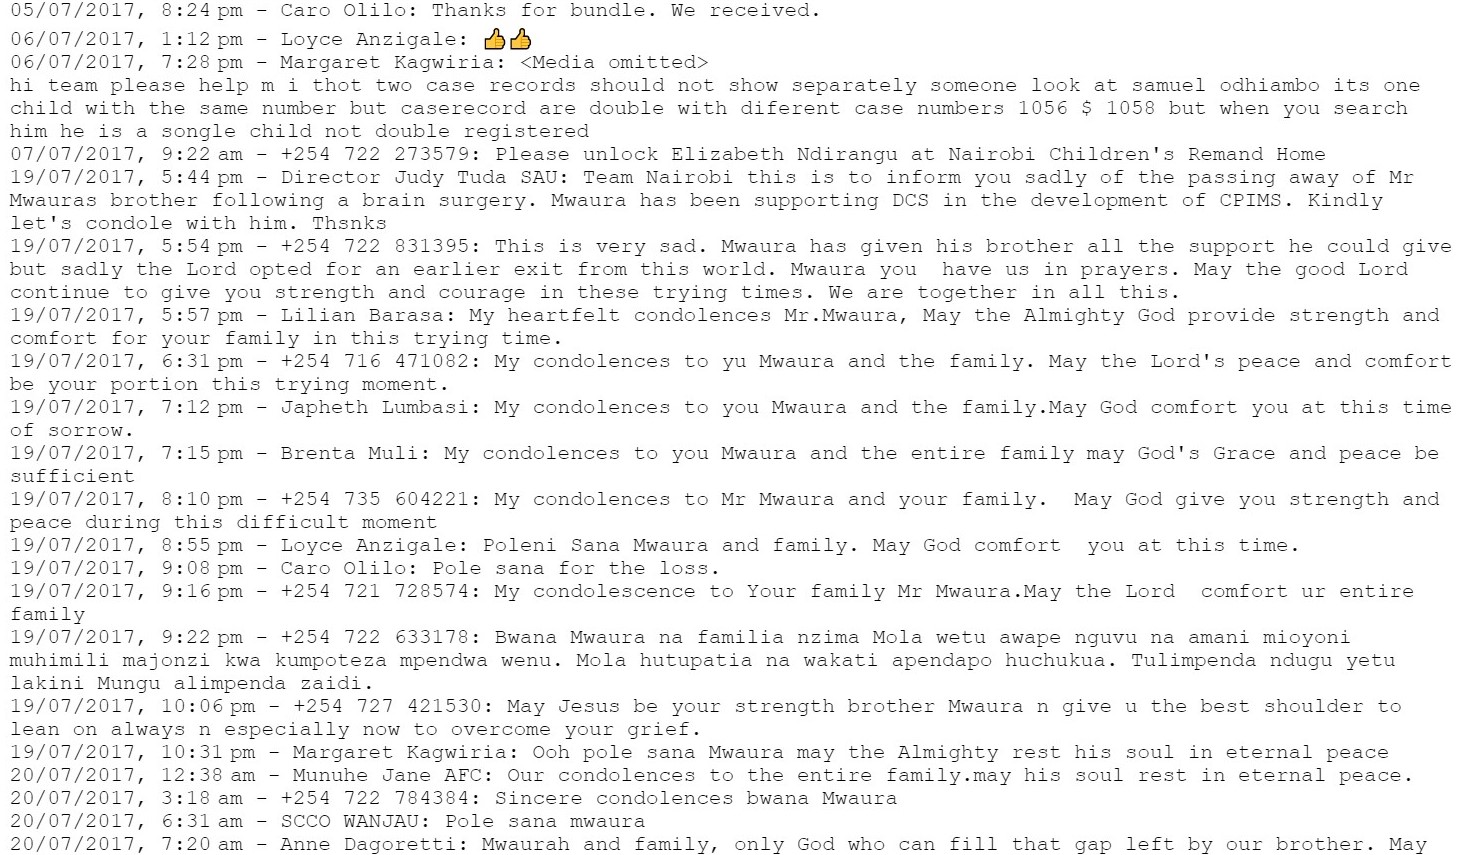 05/07/2017, 8:24 pm - Caro Olilo: Thanks for bundle. We received.
06/07/2017, 1:12 pm - Loyce Anzigale: 👍👍
06/07/2017, 7:28 pm - Margaret Kagwiria: <Media omitted>
hi team please help m i thot two case records should not show separately someone look at samuel odhiambo its one
child with the same number but caserecord are double with diferent case numbers 1056 $ 1058 but when you search
him he is a songle child not double registered
07/07/2017, 9:22 am - +254 722 273579: Please unlock Elizabeth Ndirangu at Nairobi Children's Remand Home
19/07/2017, 5:44 pm - Director Judy Tuda SAU: Team Nairobi this is to inform you sadly of the passing away of Mr
Mwauras brother following a brain surgery. Mwaura has been supporting DCS in the development of CPIMS. Kindly
let's condole with him. Thsnks
19/07/2017, 5:54 pm - +254 722 831395: This is very sad. Mwaura has given his brother all the support he could give
but sadly the Lord opted for an earlier exit from this world. Mwaura you  have us in prayers. May the good Lord
continue to give you strength and courage in these trying times. We are together in all this.
19/07/2017, 5:57 pm - Lilian Barasa: My heartfelt condolences Mr.Mwaura, May the Almighty God provide strength and
comfort for your family in this trying time.
19/07/2017, 6:31 pm - +254 716 471082: My condolences to yu Mwaura and the family. May the Lord's peace and comfort
be your portion this trying moment.
19/07/2017, 7:12 pm - Japheth Lumbasi: My condolences to you Mwaura and the family.May God comfort you at this time
of sorrow.
19/07/2017, 7:15 pm - Brenta Muli: My condolences to you Mwaura and the entire family may God's Grace and peace be
sufficient
19/07/2017, 8:10 pm - +254 735 604221: My condolences to Mr Mwaura and your family.  May God give you strength and
peace during this difficult moment
19/07/2017, 8:55 pm - Loyce Anzigale: Poleni Sana Mwaura and family. May God comfort  you at this time.
19/07/2017, 9:08 pm - Caro Olilo: Pole sana for the loss.
19/07/2017, 9:16 pm - +254 721 728574: My condolescence to Your family Mr Mwaura.May the Lord  comfort ur entire
family
19/07/2017, 9:22 pm - +254 722 633178: Bwana Mwaura na familia nzima Mola wetu awape nguvu na amani mioyoni
muhimili majonzi kwa kumpoteza mpendwa wenu. Mola hutupatia na wakati apendapo huchukua. Tulimpenda ndugu yetu
lakini Mungu alimpenda zaidi.
19/07/2017, 10:06 pm - +254 727 421530: May Jesus be your strength brother Mwaura n give u the best shoulder to
lean on always n especially now to overcome your grief.
19/07/2017, 10:31 pm - Margaret Kagwiria: Ooh pole sana Mwaura may the Almighty rest his soul in eternal peace
20/07/2017, 12:38 am - Munuhe Jane AFC: Our condolences to the entire family.may his soul rest in eternal peace.
20/07/2017, 3:18 am - +254 722 784384: Sincere condolences bwana Mwaura
20/07/2017, 6:31 am - SCCO WANJAU: Pole sana mwaura
20/07/2017, 7:20 am - Anne Dagoretti: Mwaurah and family, only God who can fill that gap left by our brother. May